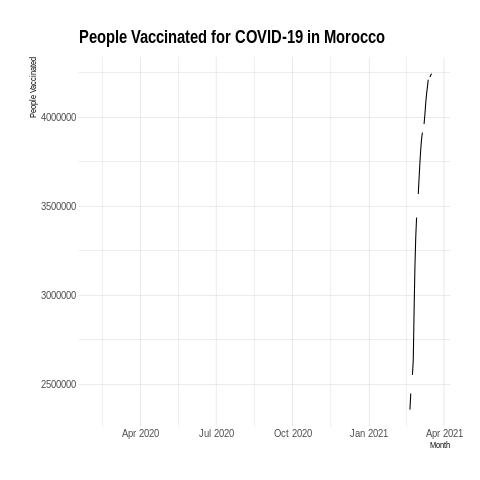 People Vaccinated for COVID-19 in Morocco
People Vaccinated
4000000
3500000
3000000
2500000
Apr 2020 Jul 2020 Oct 2020 Jan 2021 Apr 2021
Month